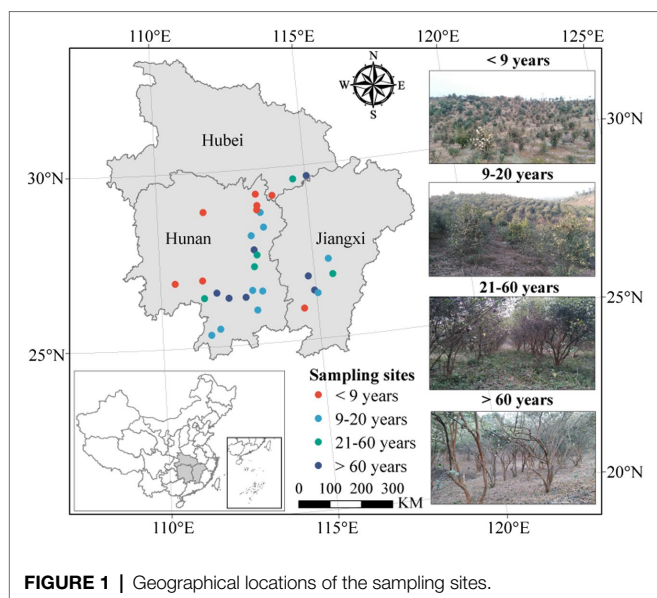 110°E 115°E 120°E 125°E
N
W E
S
< 9 years
30°N
Hubei
30°N
9-20 years
Hunan Jiangxi
21-60 years
25°N
25°N
Sampling sites
< 9 years
9-20 years
21-60 years
> 60 years
> 60 years
20°N
0 100 200 300
KM
110°E 115°E 120°E
FIGURE 1 | Geographical locations of the sampling sites.